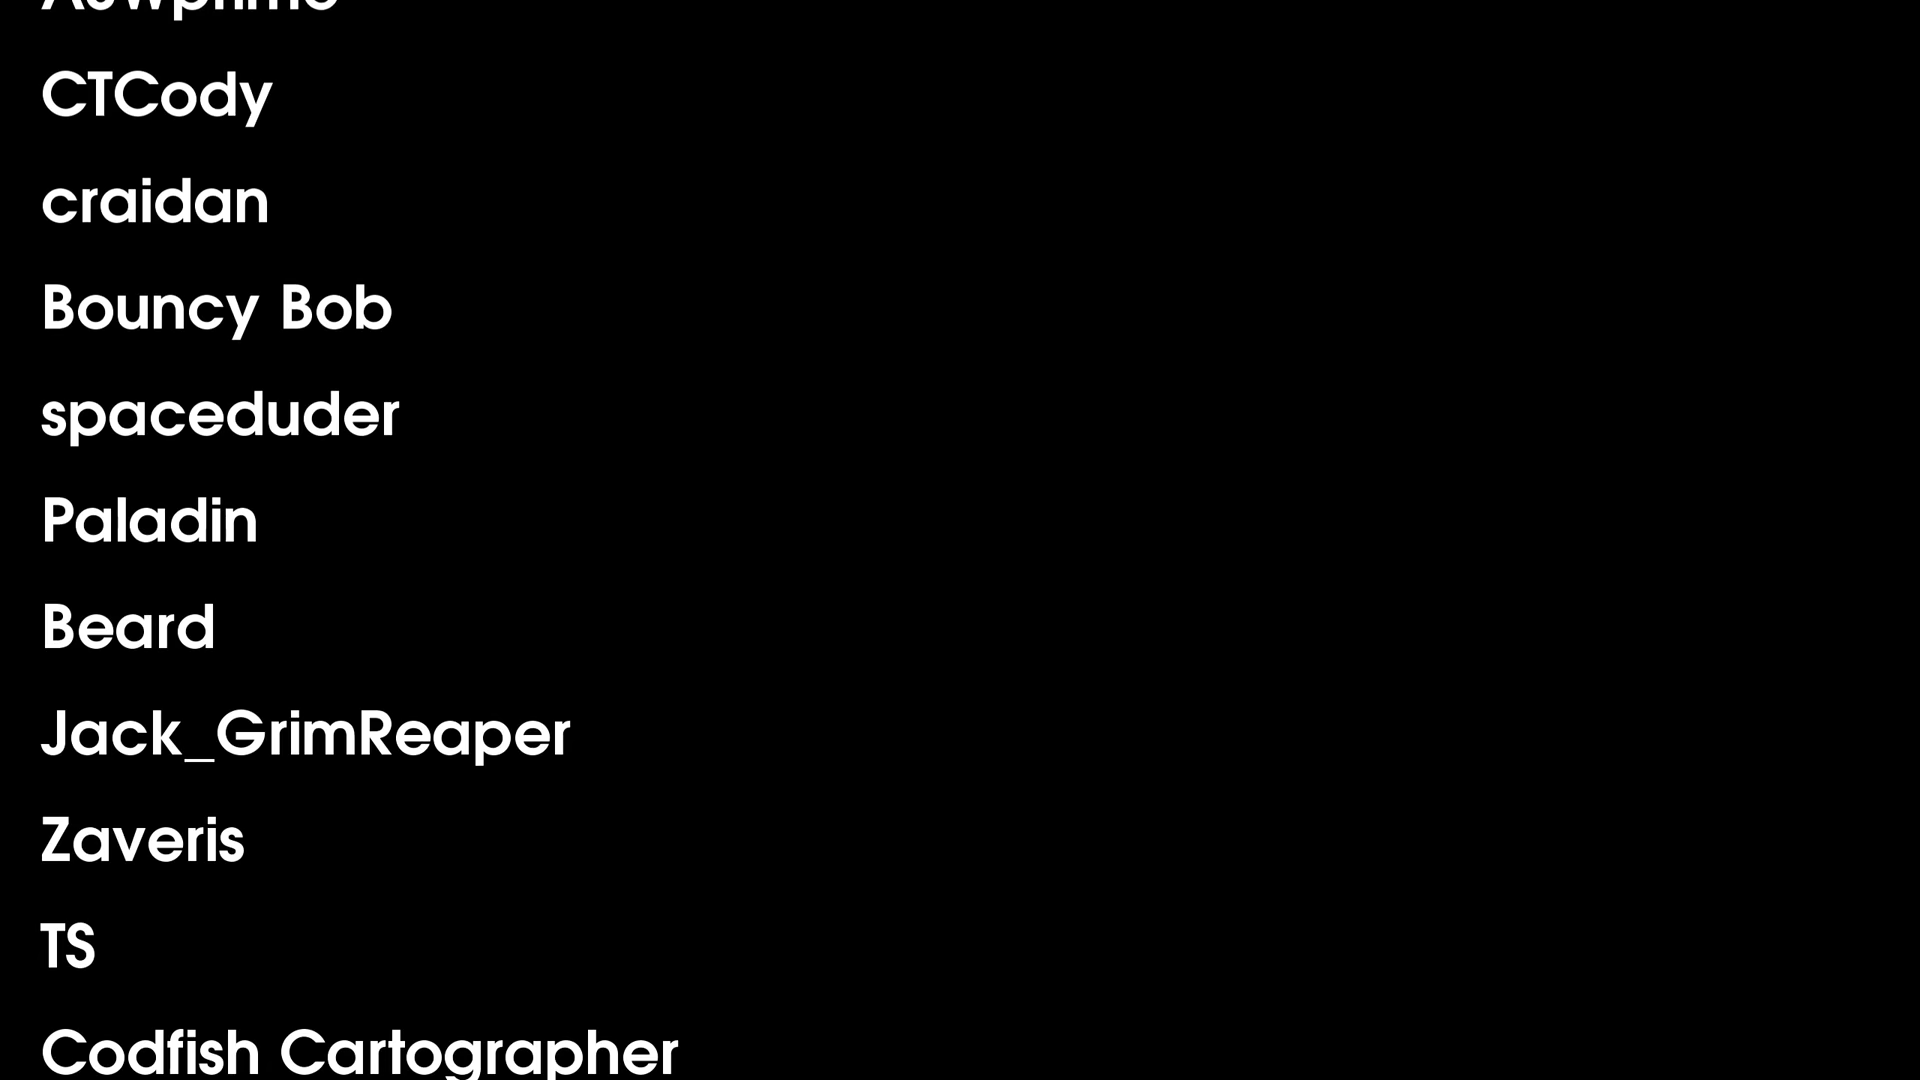 CTCody
craidan
Bouncy Bob
spaceduder
Paladin
Beard
Jack_GrimReaper
Zaveris
TS
Codfish Cartographer